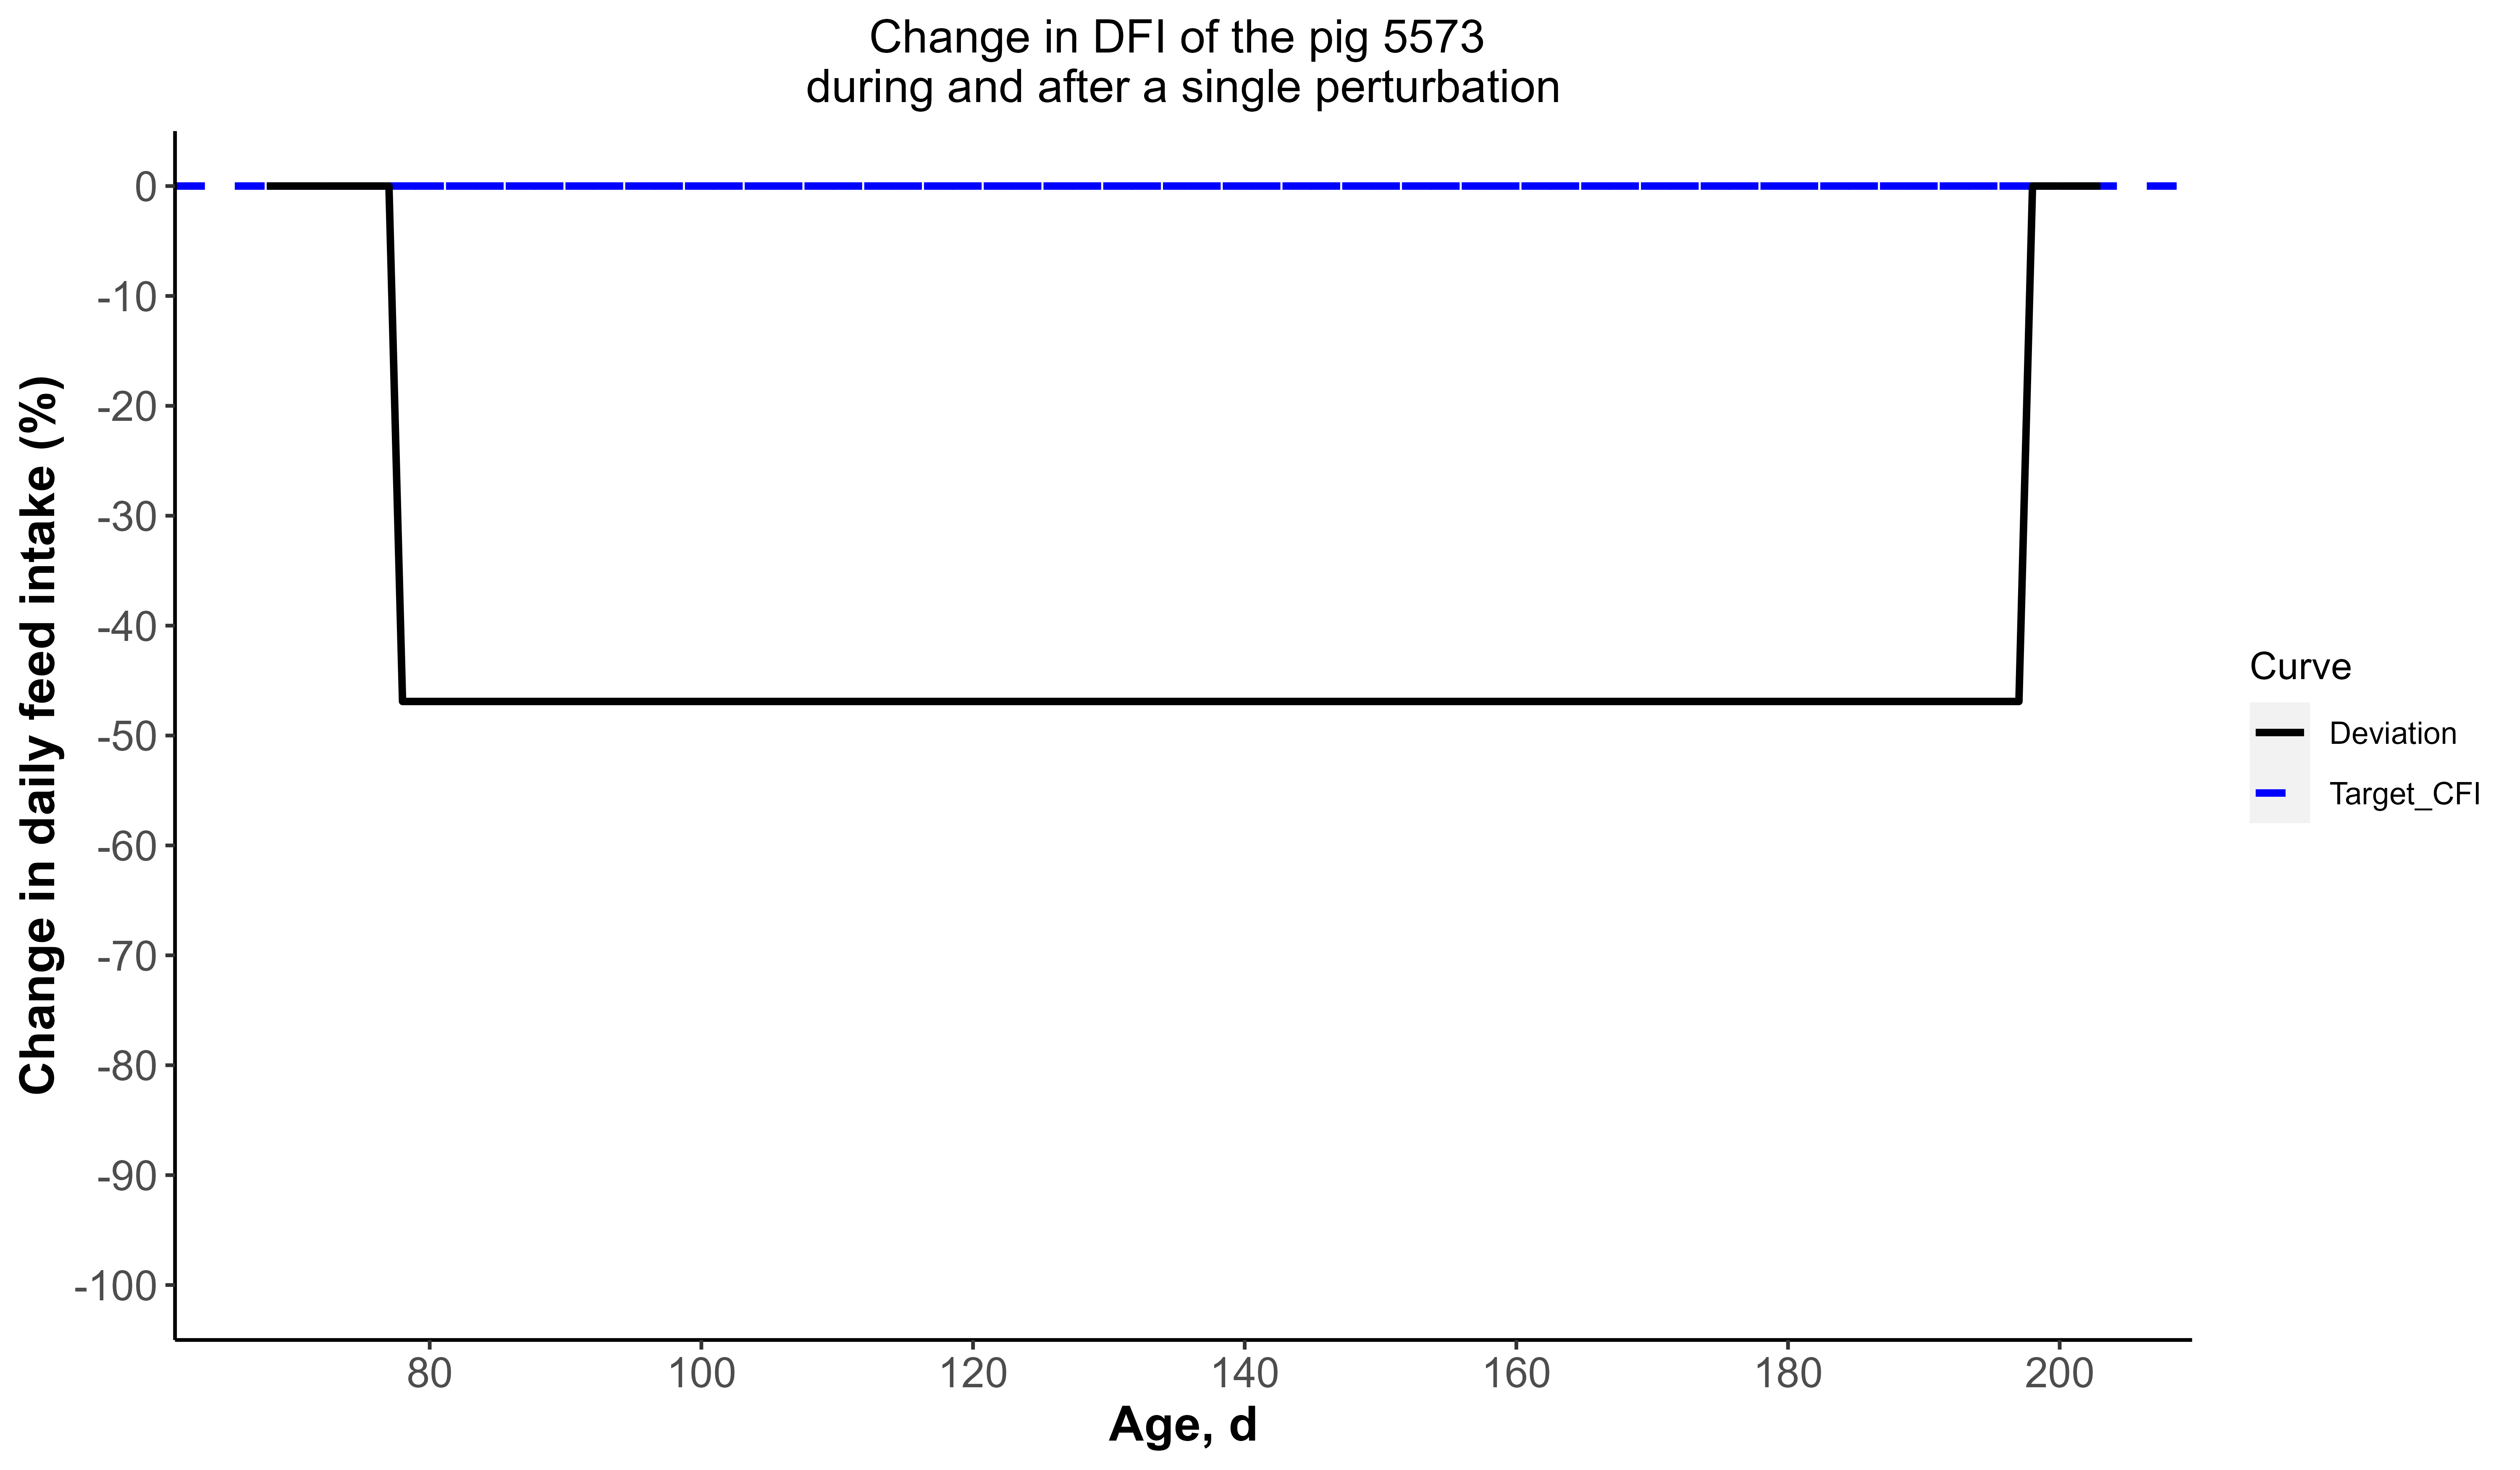 Change in DFI of the pig 5573
during and after a single perturbation
Change in daily feed intake (%)
0
-10
-20
-30
-40
-50
-60
-70
-80
-90
-100
80
100
120
140
160
180
200
Age, d
Curve
Deviation
Target_CFI